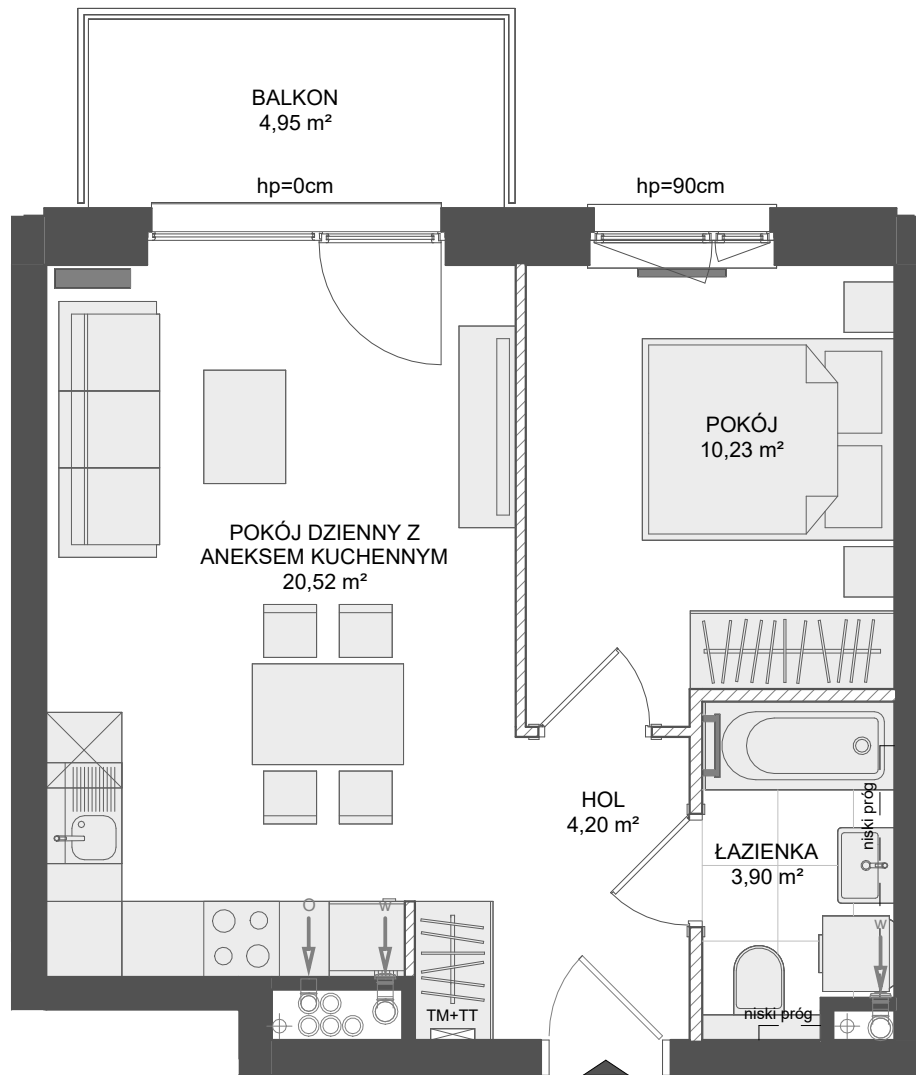 BALKON
4,95 m²
hp=0cm
hp=90cm
POKÓJ
10,23 m²
POKÓJ DZIENNY Z
ANEKSEM KUCHENNYM
20,52 m²
HOL
4,20 m²
niski próg
ŁAZIENKA
3,90 m²
O
W
W
TM+TT
niski próg